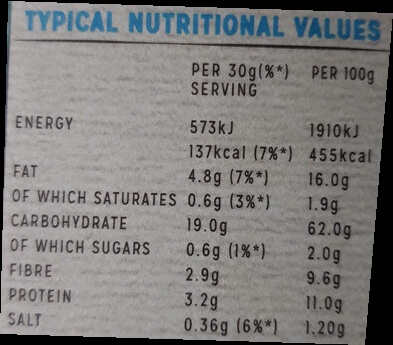 TYPICAL NUTRITIONAL VALUES
PER 30g(%*) PER 100g
SERVING
ENERGY 573kJ 1910kJ
137kcal (7%*) 455kcal
FAT 4.8g (7%*) 16.0g
OF WHICH SATURATES 0.6g (3%*) 1.9g
CARBOHYDRATE 19.0g 62.0g
OF WHICH SUGARS 0.6g (1%*) 2.0g
FIBRE 2.9g 9.6g
PROTEIN 3.2g 11.0g
SALT 0.36g (6%*) 1.20g